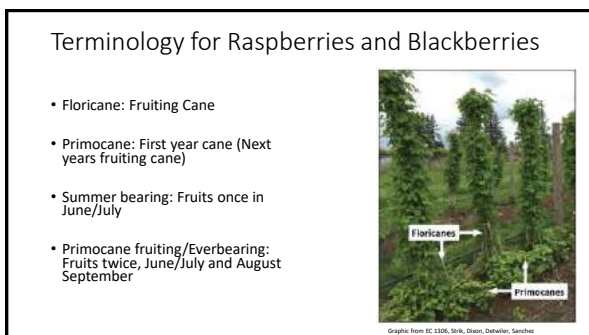 Terminology for Raspberries and Blackberries
• Floricane: Fruiting Cane
• Primocane: First year cane (Next
years fruiting cane)
• Summer bearing: Fruits once in
June/July
• Primocane fruiting/Everbearing:
Fruits twice, June/July and August
September
Floricanes
Primocanes
Graphic from EC 1306, Strik, Dixon, Detwiler, Sanchez